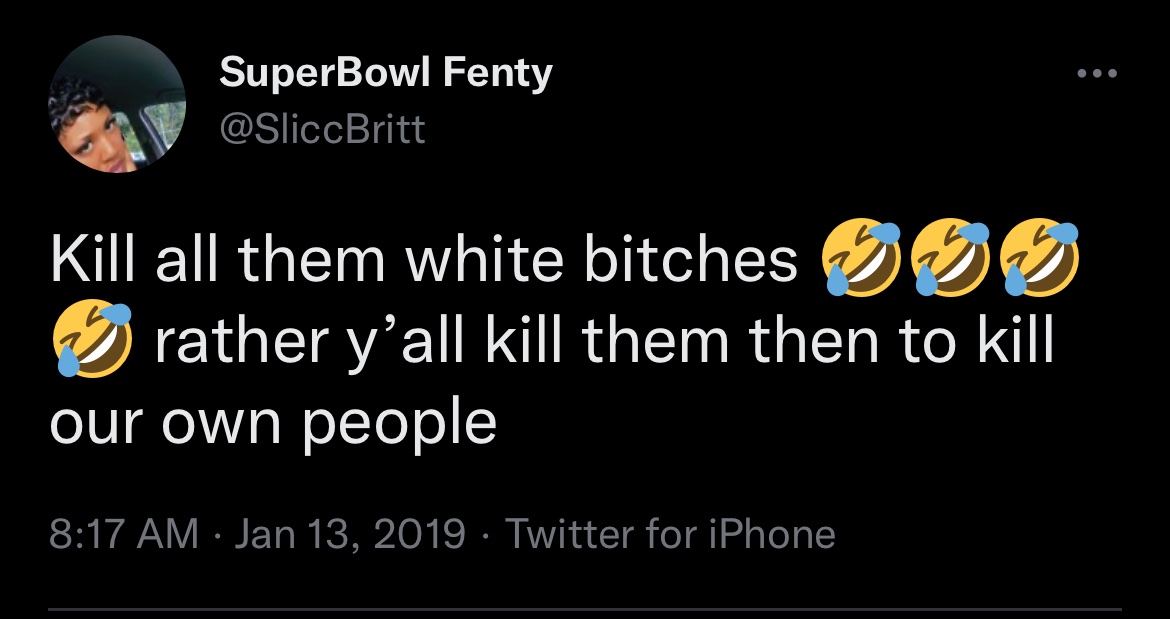 SuperBowl Fenty
@SliccBritt
Kill all them white bitches 🤣🤣🤣
🤣 rather y’all kill them then to kill
our own people
8:17 AM · Jan 13, 2019 · Twitter for iPhone